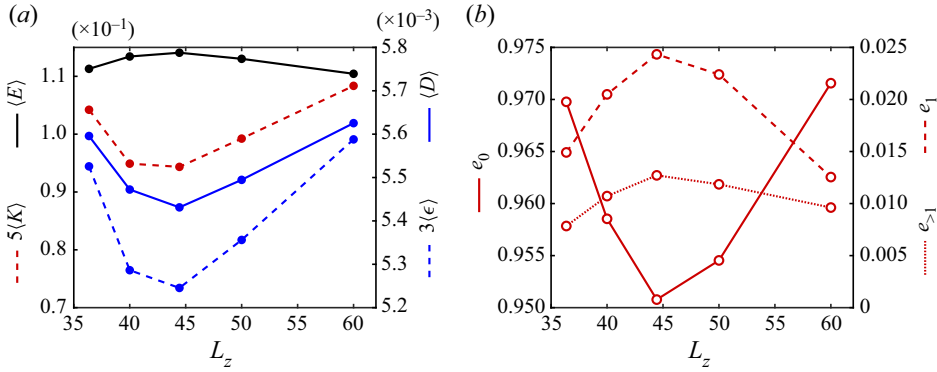 (a) (×10⁻¹) (×10⁻³) (b)
1.1
1.0
0.9
0.8
0.7
5⟨K⟩ ⟨E⟩
5.8
5.7
5.6
5.5
5.4
5.3
5.2
3⟨ϵ⟩ ⟨D⟩
35 40 45 50 55 60
L_z
0.975
0.970
0.965
0.960
0.955
0.950
e_0
0.025
0.020
0.015
0.010
0.005
0
e_{>1} e_1
35 40 45 50 55 60
L_z